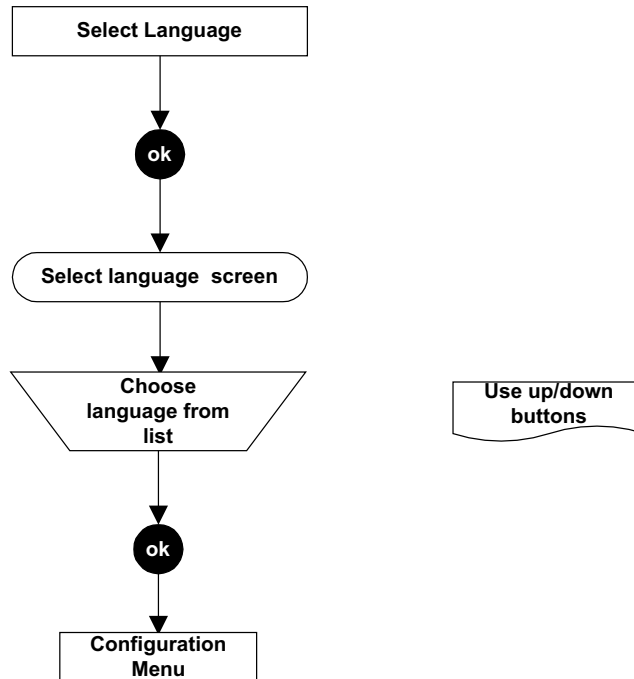 Select Language
ok
Select language screen
Choose
language from
list
Use up/down
buttons
ok
Configuration
Menu